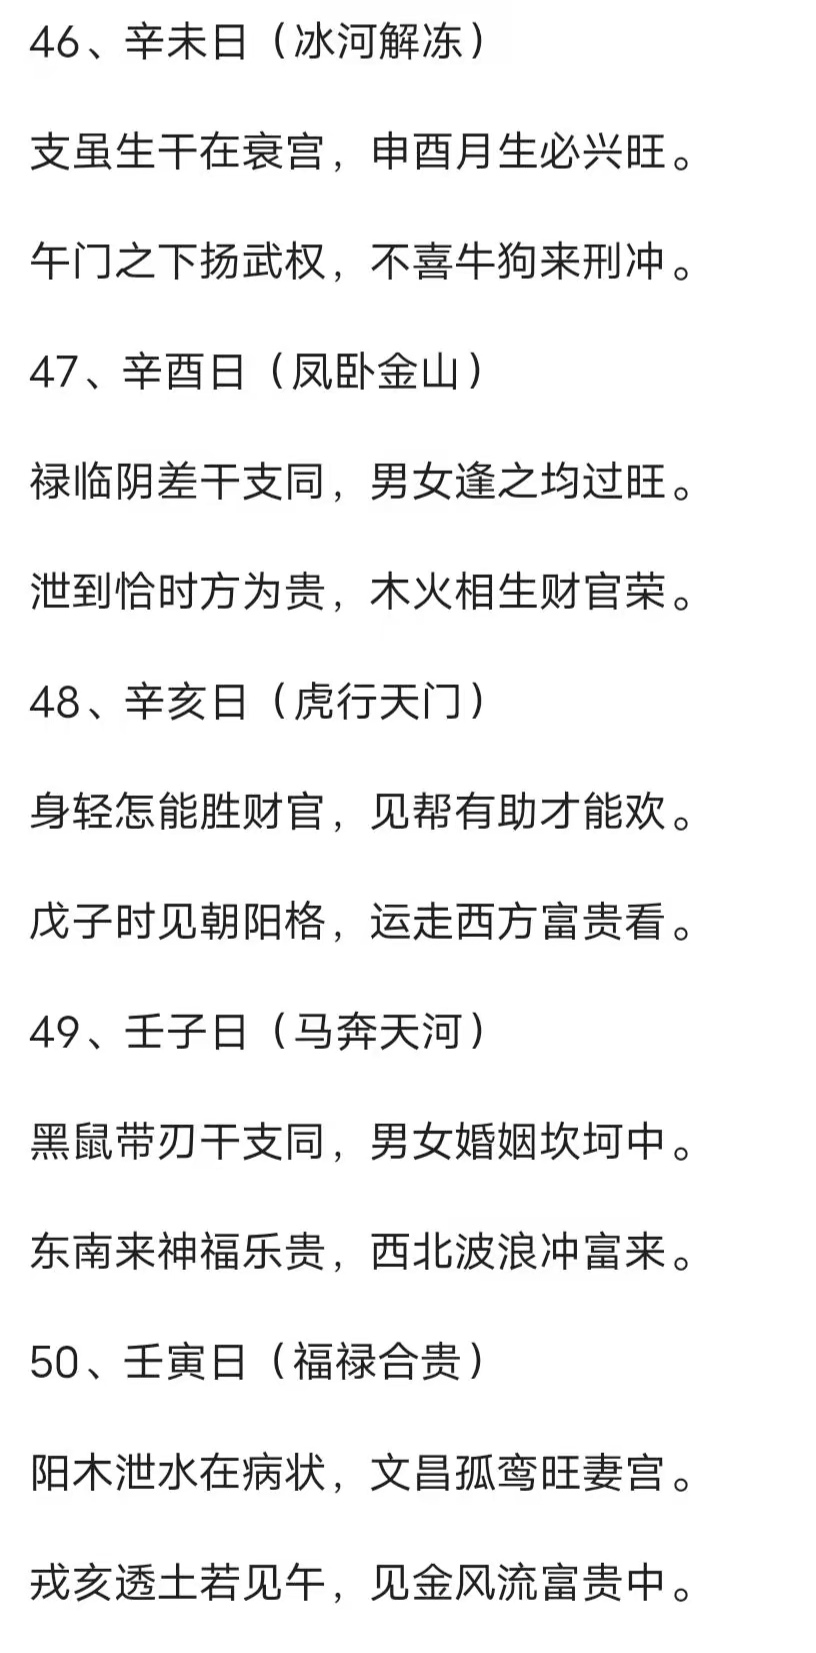 46、辛未日（冰河解冻）
支虽生干在衰宫，申酉月生必兴旺。
午门之下扬武权，不喜牛狗来刑冲。
47、辛酉日（凤卧金山）
禄临阴差干支同，男女逢之均过旺。
泄到恰时方为贵，木火相生财官荣。
48、辛亥日（虎行天门）
身轻怎能胜财官，见帮有助才能欢。
戊子时见朝阳格，运走西方富贵看。
49、壬子日（马奔天河）
黑鼠带刃干支同，男女婚姻坎坷中。
东南来神福乐贵，西北波浪冲富来。
50、壬寅日（福禄合贵）
阳木泄水在病状，文昌孤鸾旺妻宫。
戎亥透土若见午，见金风流富贵中。